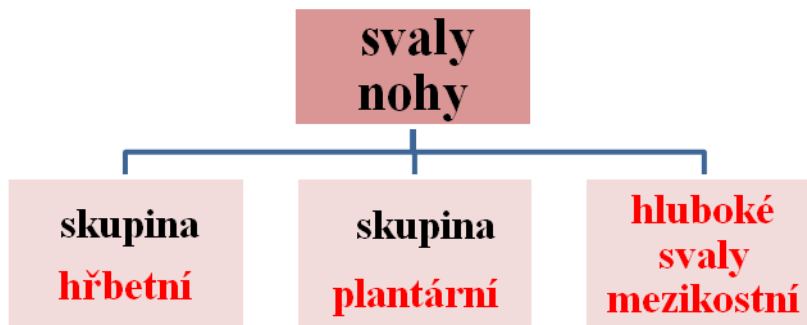 svaly
nohy
skupina
hřbetní
skupina
plantární
hluboké
svaly
mezikostní